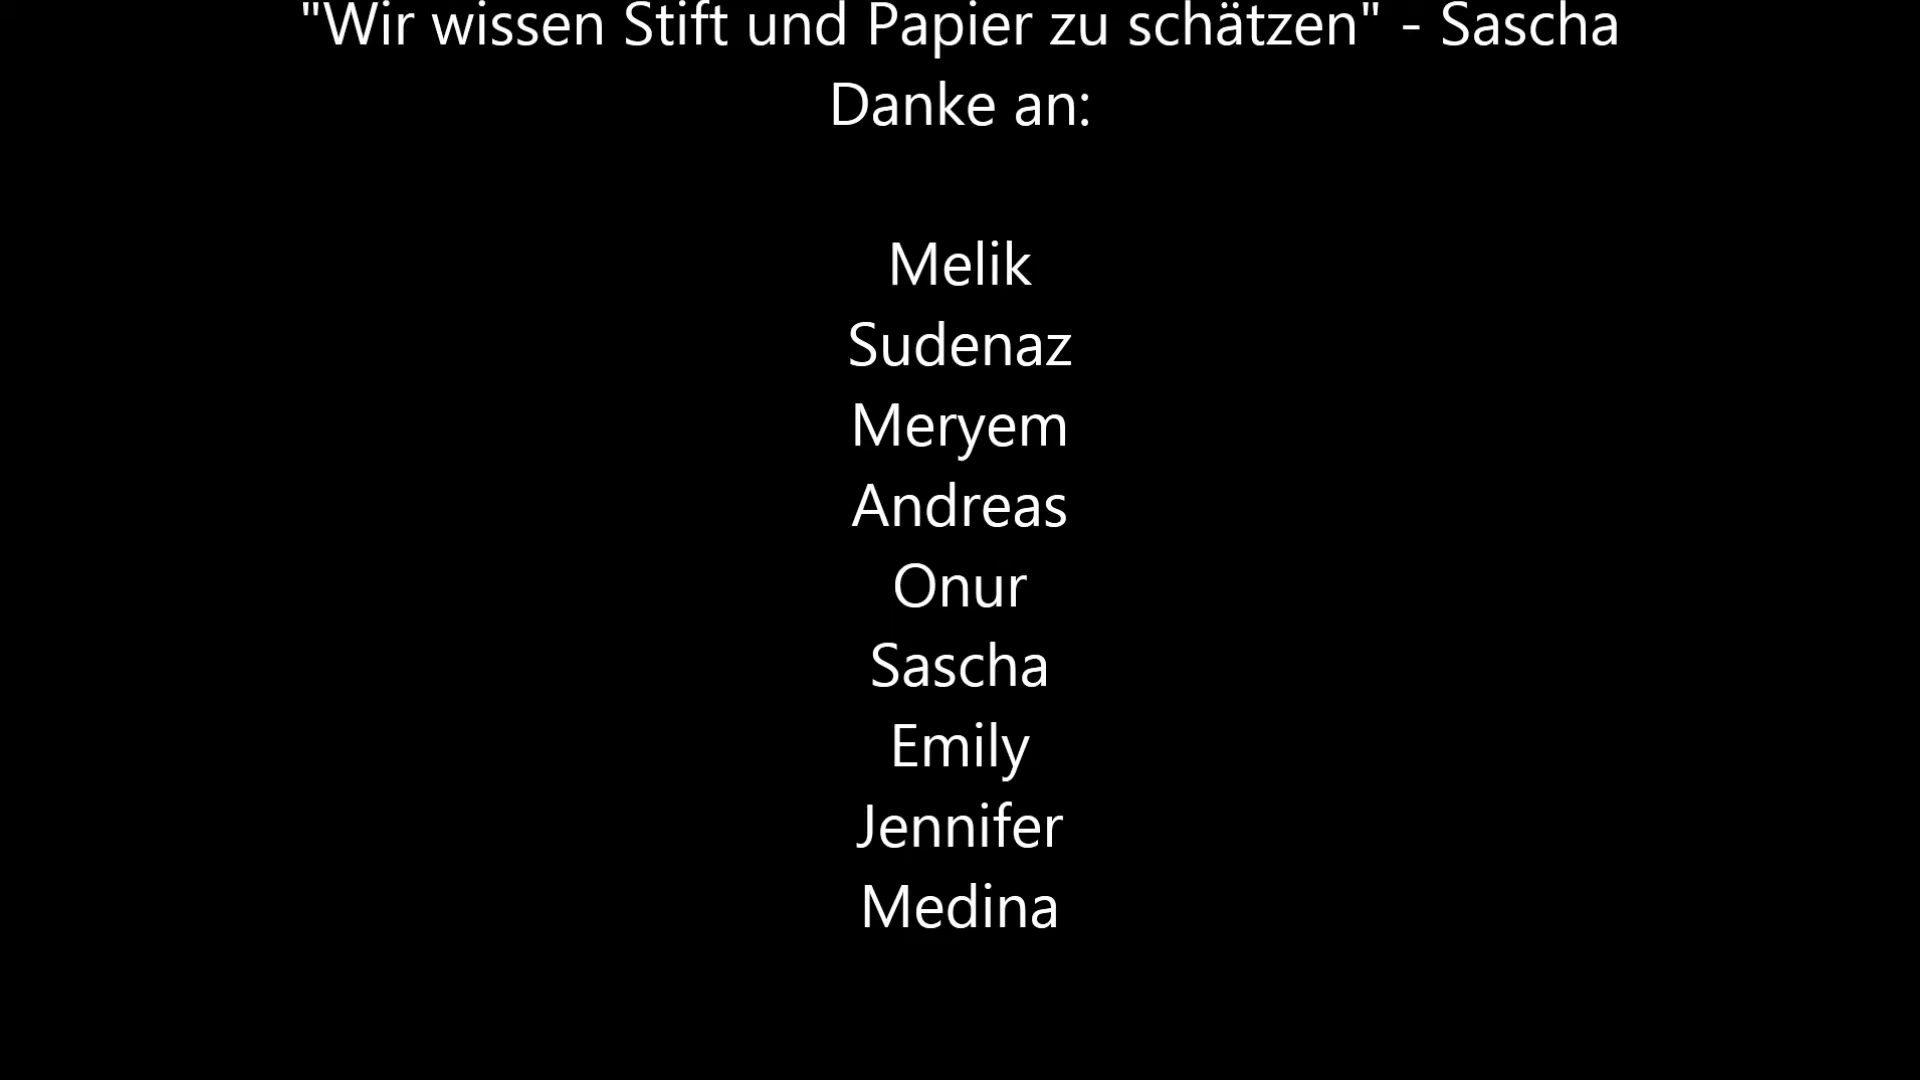 "Wir wissen Stift und Papier zu schätzen" - Sascha
Danke an:
Melik
Sudenaz
Meryem
Andreas
Onur
Sascha
Emily
Jennifer
Medina